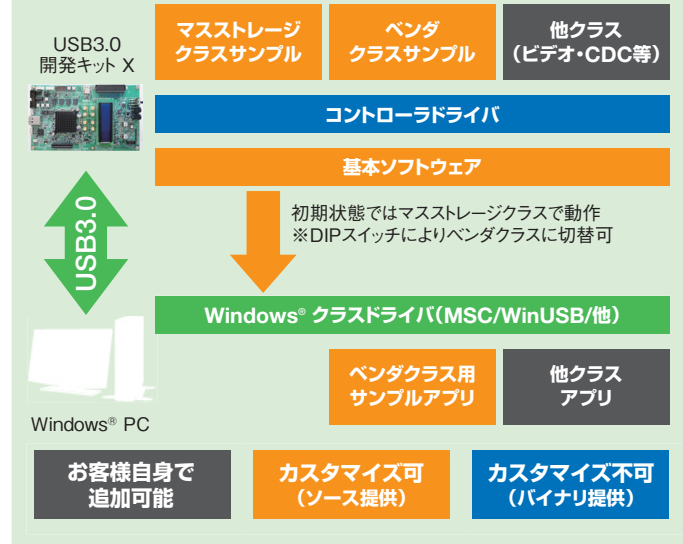 USB3.0
開発キット X
マスストレージ
クラスサンプル
ベンダ
クラスサンプル
他クラス
（ビデオ・CDC等）
コントローラドライバ
基本ソフトウェア
初期状態ではマスストレージクラスで動作
※DIPスイッチによりベンダクラスに切替可
USB3.0
Windows® クラスドライバ（MSC/WinUSB/他）
ベンダクラス用
サンプルアプリ
他クラス
アプリ
Windows® PC
お客様自身で
追加可能
カスタマイズ可
（ソース提供）
カスタマイズ不可
（バイナリ提供）